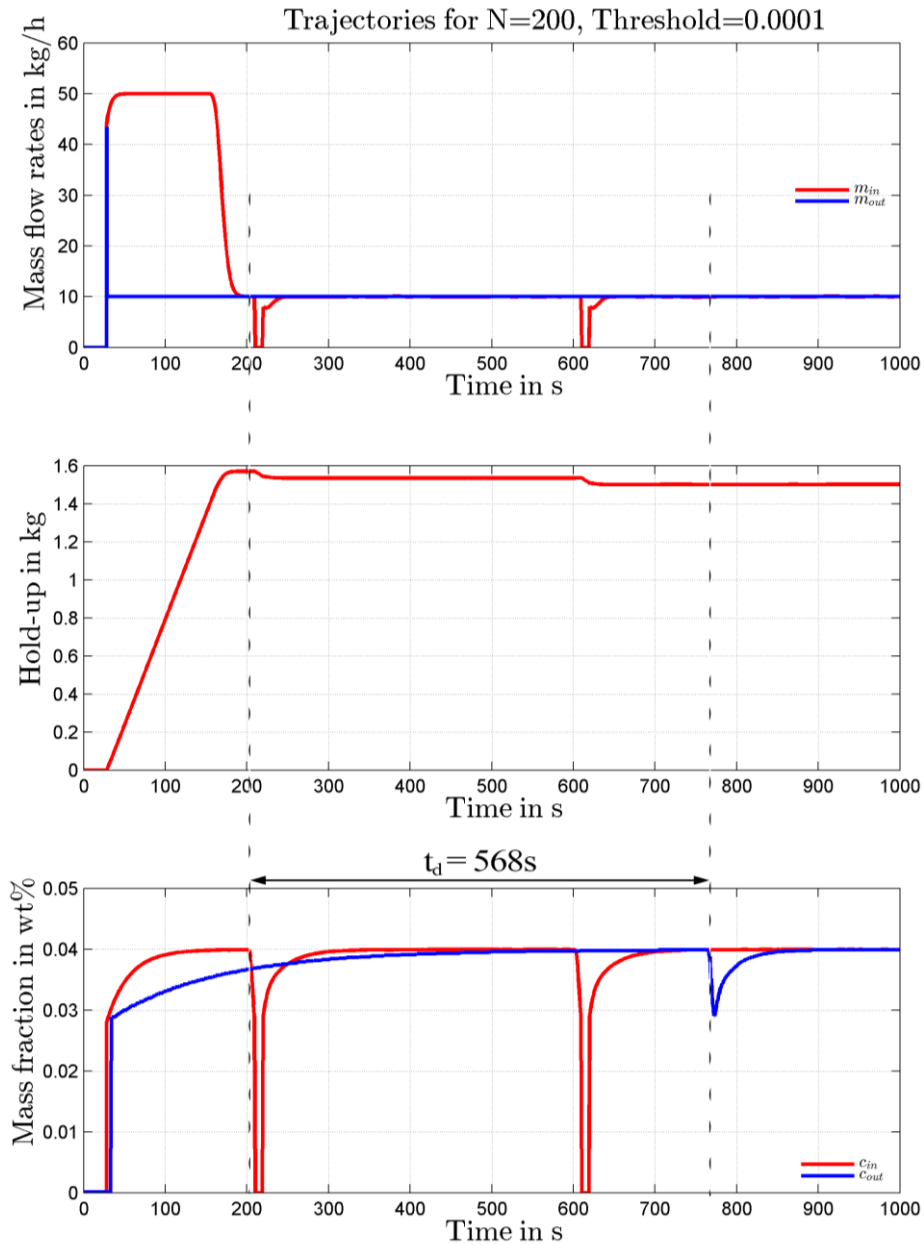 Trajectories for N=200, Threshold=0.0001
Mass flow rates in kg/h
60
50
40
30
20
10
0
m_in
m_out
0 100 200 300 400 500 600 700 800 900 1000
Time in s
Hold-up in kg
1.6
1.4
1.2
1
0.8
0.6
0.4
0.2
0
0 100 200 300 400 500 600 700 800 900 1000
Time in s
t_d = 568s
Mass fraction in wt%
0.05
0.04
0.03
0.02
0.01
0
c_in
c_out
0 100 200 300 400 500 600 700 800 900 1000
Time in s